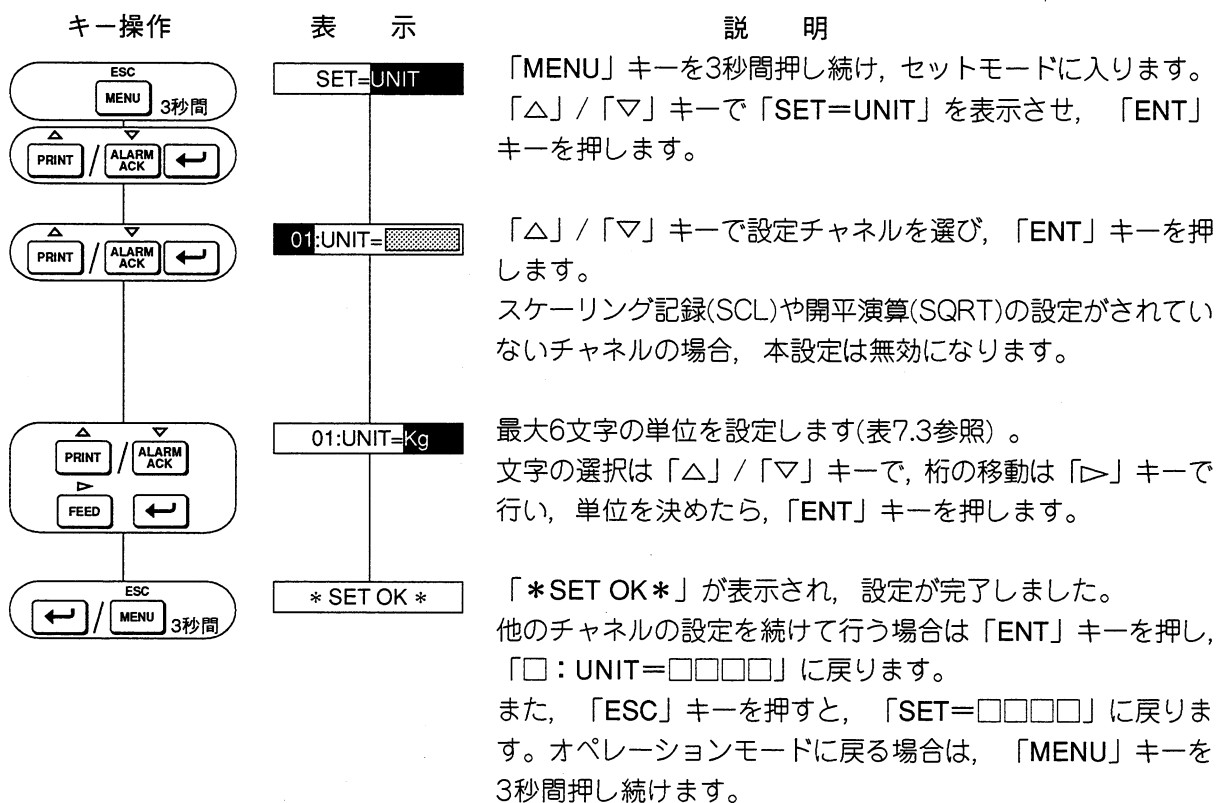 キー操作 表 示 説 明
ESC
MENU 3秒間
SET=UNIT
「MENU」キーを3秒間押し続け，セットモードに入ります。
「△」/「▽」キーで「SET＝UNIT」を表示させ，「ENT」
キーを押します。
△ ▽
PRINT / ALARM ACK ↵
△ ▽
PRINT / ALARM ACK ↵
01:UNIT=
「△」/「▽」キーで設定チャネルを選び，「ENT」キーを押
します。
スケーリング記録(SCL)や開平演算(SQRT)の設定がされてい
ないチャネルの場合，本設定は無効になります。
△ ▽
PRINT / ALARM ACK
▷
FEED ↵
01:UNIT=Kg
最大6文字の単位を設定します(表7.3参照)。
文字の選択は「△」/「▽」キーで，桁の移動は「▷」キーで
行い，単位を決めたら，「ENT」キーを押します。
ESC
↵ / MENU 3秒間
＊SET OK＊
「＊SET OK＊」が表示され，設定が完了しました。
他のチャネルの設定を続けて行う場合は「ENT」キーを押し，
「□：UNIT＝□□□□」に戻ります。
また，「ESC」キーを押すと，「SET＝□□□□」に戻りま
す。オペレーションモードに戻る場合は，「MENU」キーを
3秒間押し続けます。